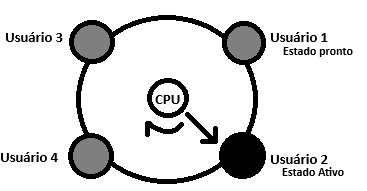 Usuário 3
Usuário 1
Estado pronto
CPU
Usuário 4
Usuário 2
Estado Ativo